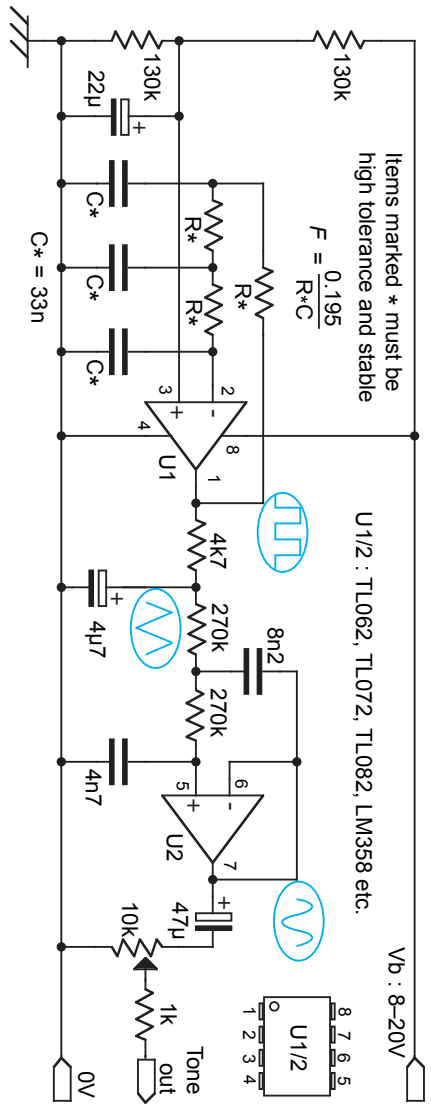 130k
130k
22µ
+
Items marked * must be
high tolerance and stable
F = 0.195
R*C
R*
R*
R*
C*
C*
C*
C* = 33n
3
+
2
-
4
8
1
U1
U1/2 : TL062, TL072, TL082, LM358 etc.
4k7
4µ7
+
270k
270k
8n2
4n7
5
+
6
-
7
U2
47µ
+
10k
1k
Tone
out
8
7
6
5
U1/2
1
2
3
4
Vb : 8–20V
0V